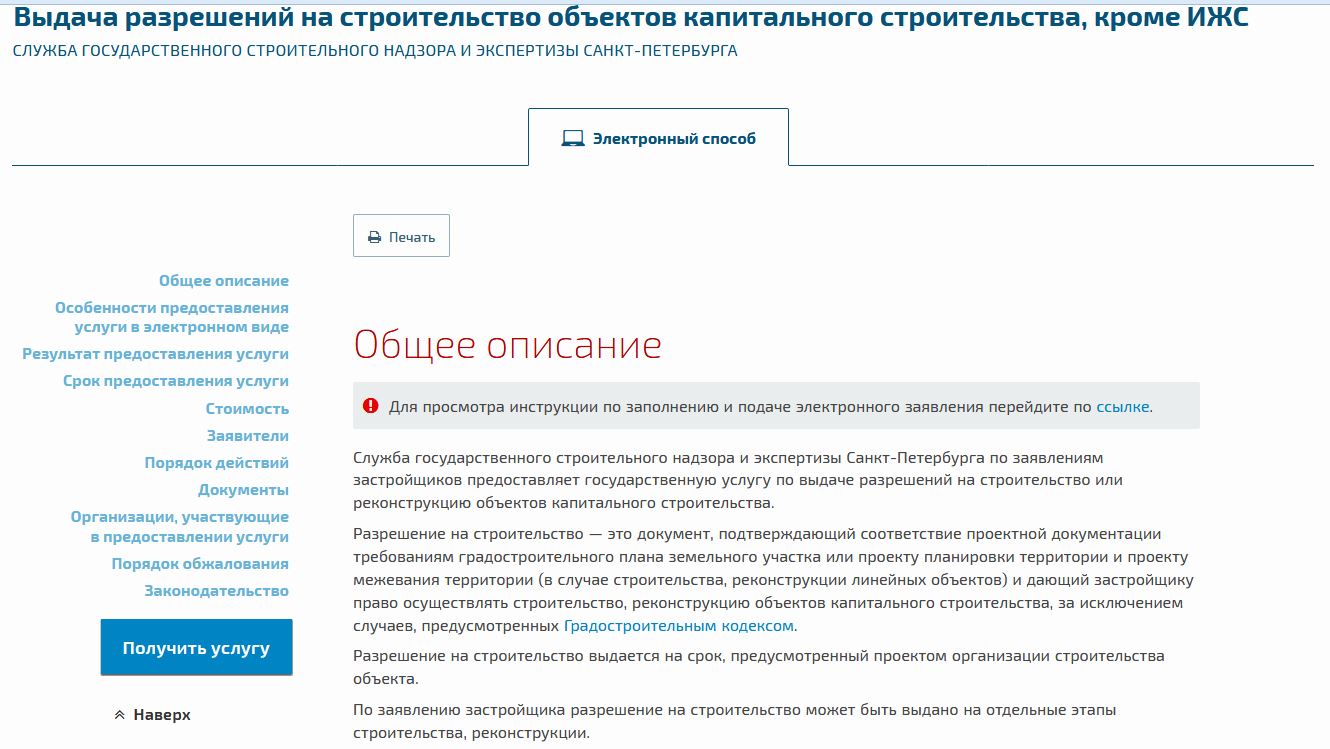 Выдача разрешений на строительство объектов капитального строительства, кроме ИЖС
СЛУЖБА ГОСУДАРСТВЕННОГО СТРОИТЕЛЬНОГО НАДЗОРА И ЭКСПЕРТИЗЫ САНКТ-ПЕТЕРБУРГА
Электронный способ
Печать
Общее описание
Особенности предоставления
услуги в электронном виде
Результат предоставления услуги
Срок предоставления услуги
Стоимость
Заявители
Порядок действий
Документы
Организации, участвующие
в предоставлении услуги
Порядок обжалования
Законодательство
Получить услугу
Наверх
Общее описание
Для просмотра инструкции по заполнению и подаче электронного заявления перейдите по ссылке.
Служба государственного строительного надзора и экспертизы Санкт-Петербурга по заявлениям
застройщиков предоставляет государственную услугу по выдаче разрешений на строительство или
реконструкцию объектов капитального строительства.
Разрешение на строительство — это документ, подтверждающий соответствие проектной документации
требованиям градостроительного плана земельного участка или проекту планировки территории и проекту
межевания территории (в случае строительства, реконструкции линейных объектов) и дающий застройщику
право осуществлять строительство, реконструкцию объектов капитального строительства, за исключением
случаев, предусмотренных Градостроительным кодексом.
Разрешение на строительство выдается на срок, предусмотренный проектом организации строительства
объекта.
По заявлению застройщика разрешение на строительство может быть выдано на отдельные этапы
строительства, реконструкции.